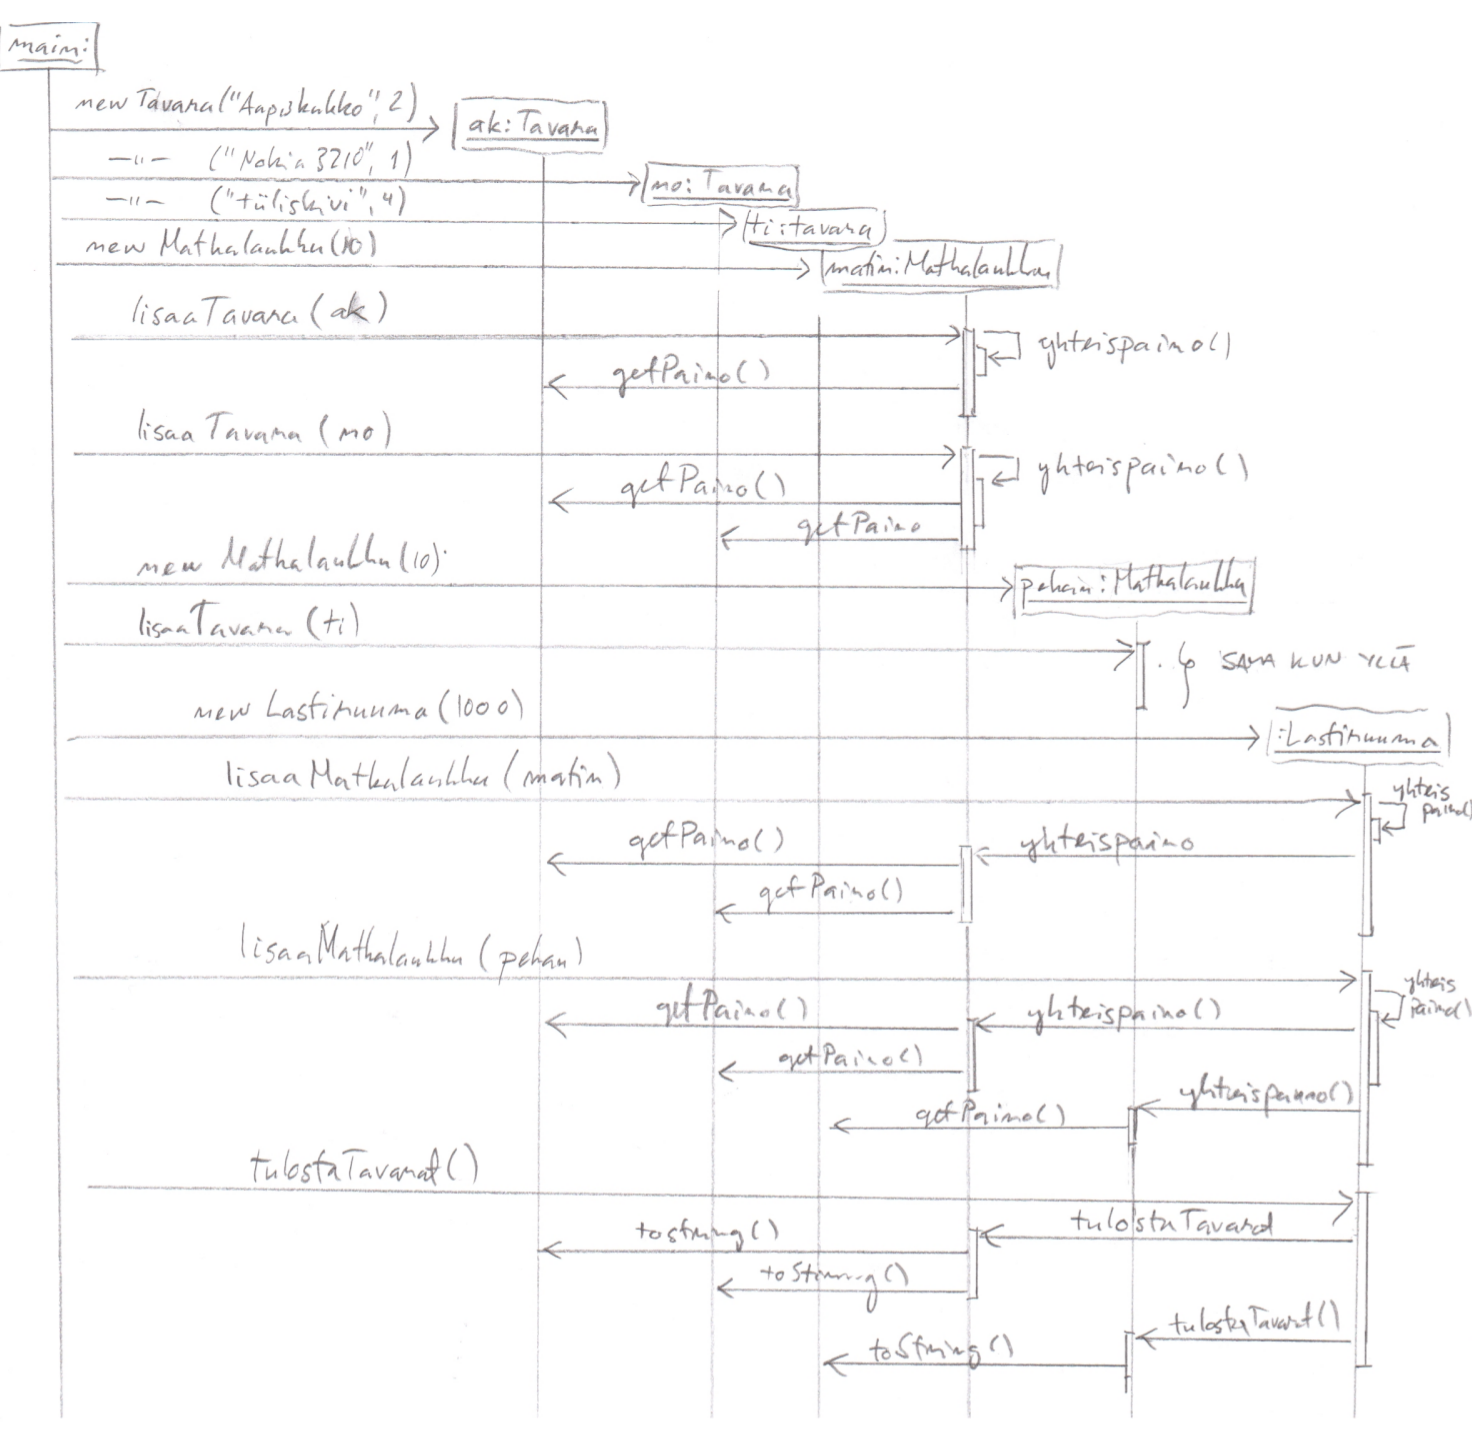 main:
new Tavara("Aapiskukko", 2)
ak:Tavara
—"— ("Nokia 3210", 1)
no: Tavara
—"— ("tiiliskivi", 4)
ti:tavara
new Matkalaukku(10)
matin:Matkalaukku
lisaaTavara (ak)
yhteispaino()
getPaino()
lisaaTavara (no)
yhteispaino()
getPaino()
getPaino
new Matkalaukku(10)
pekan:Matkalaukku
lisaaTavara (ti)
SAMA KUN YLLÄ
new Lastiruuma(1000)
:Lastiruuma
lisaaMatkalaukku (matin)
yhteis
paino()
getPaino()
yhteispaino
getPaino()
lisaaMatkalaukku (pekan)
yhteis
Paino()
getPaino()
yhteispaino()
getPaino()
yhteispaino()
getPaino()
tulostaTavarat()
tostring()
tulostaTavarat
toString()
tulostaTavarat()
toString()